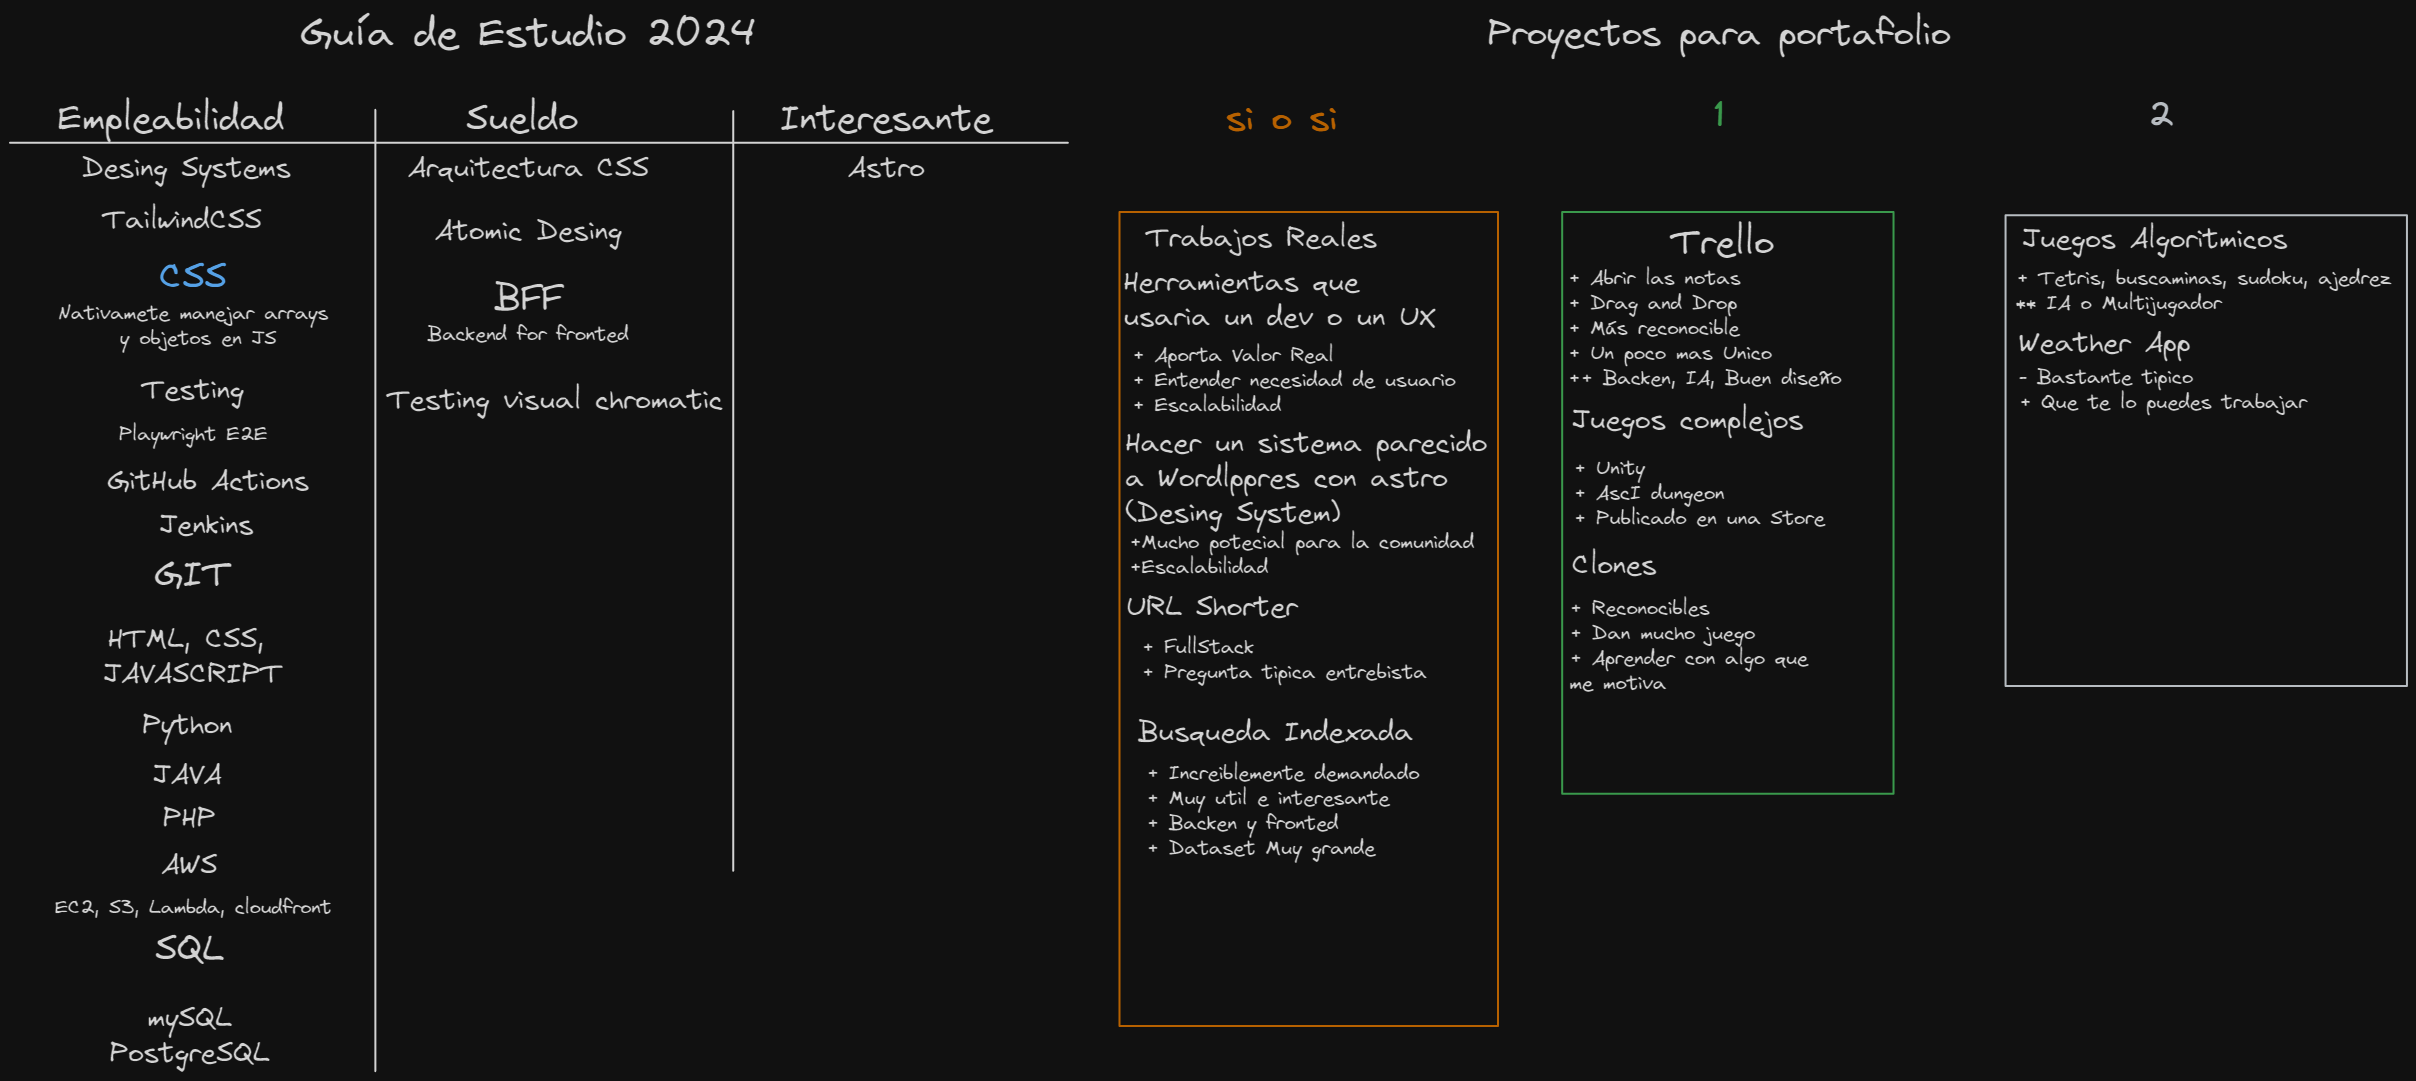 Guía de Estudio 2024
Empleabilidad
Sueldo
Interesante
Desing Systems
TailwindCSS
CSS
Nativamete manejar arrays
y objetos en JS
Testing
Playwright E2E
GitHub Actions
Jenkins
GIT
HTML, CSS,
JAVASCRIPT
Python
JAVA
PHP
AWS
EC2, S3, Lambda, cloudfront
SQL
mySQL
PostgreSQL
Arquitectura CSS
Atomic Desing
BFF
Backend for fronted
Testing visual chromatic
Astro
Proyectos para portafolio
si o si
1
2
Trabajos Reales
Herramientas que
usaria un dev o un UX
+ Aporta Valor Real
+ Entender necesidad de usuario
+ Escalabilidad
Hacer un sistema parecido
a Wordlppres con astro
(Desing System)
+Mucho potecial para la comunidad
+Escalabilidad
URL Shorter
+ FullStack
+ Pregunta tipica entrebista
Busqueda Indexada
+ Increiblemente demandado
+ Muy util e interesante
+ Backen y fronted
+ Dataset Muy grande
Trello
+ Abrir las notas
+ Drag and Drop
+ Más reconocible
+ Un poco mas Unico
++ Backen, IA, Buen diseño
Juegos complejos
+ Unity
+ AscI dungeon
+ Publicado en una Store
Clones
+ Reconocibles
+ Dan mucho juego
+ Aprender con algo que
me motiva
Juegos Algoritmicos
+ Tetris, buscaminas, sudoku, ajedrez
** IA o Multijugador
Weather App
- Bastante tipico
+ Que te lo puedes trabajar